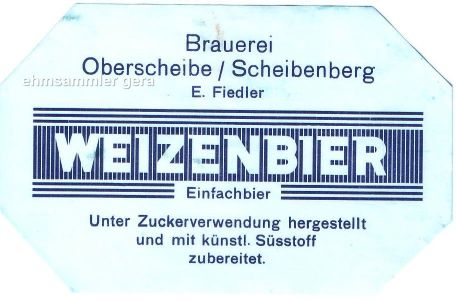 Brauerei
Oberscheibe / Scheibenberg
ehmsammler gera
E. Fiedler
WEIZENBIER
Einfachbier
Unter Zuckerverwendung hergestellt
und mit künstl. Süsstoff
zubereitet.